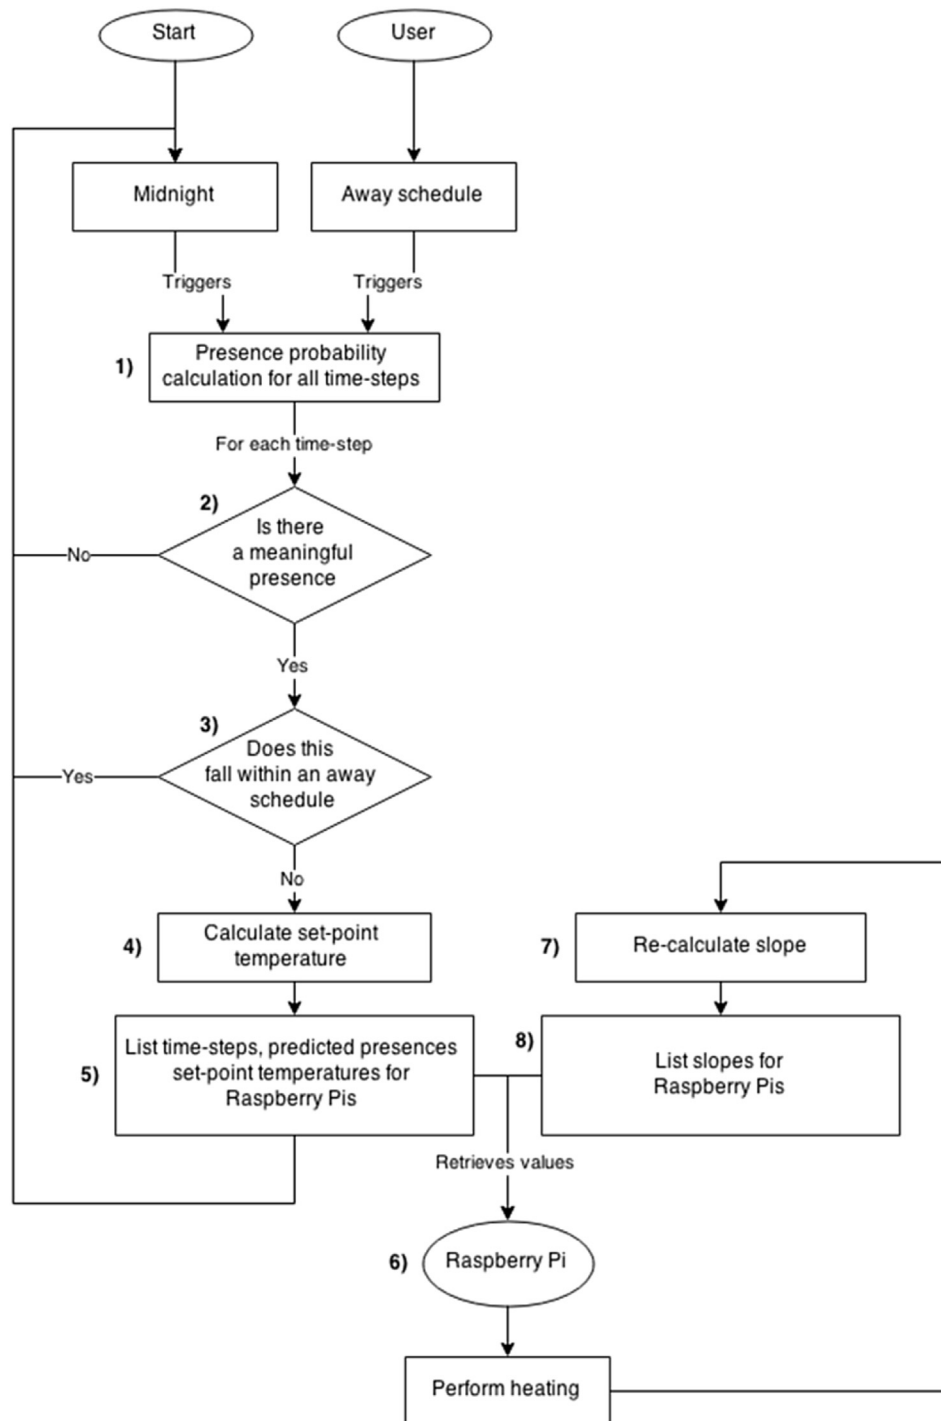 Start
User
Midnight
Away schedule
Triggers
Triggers
1)
Presence probability
calculation for all time-steps
For each time-step
2)
Is there
a meaningful
presence
No
Yes
3)
Does this
fall within an away
schedule
Yes
No
4)
Calculate set-point
temperature
7)
Re-calculate slope
5)
List time-steps, predicted presences
set-point temperatures for
Raspberry Pis
8)
List slopes for
Raspberry Pis
Retrieves values
6)
Raspberry Pi
Perform heating